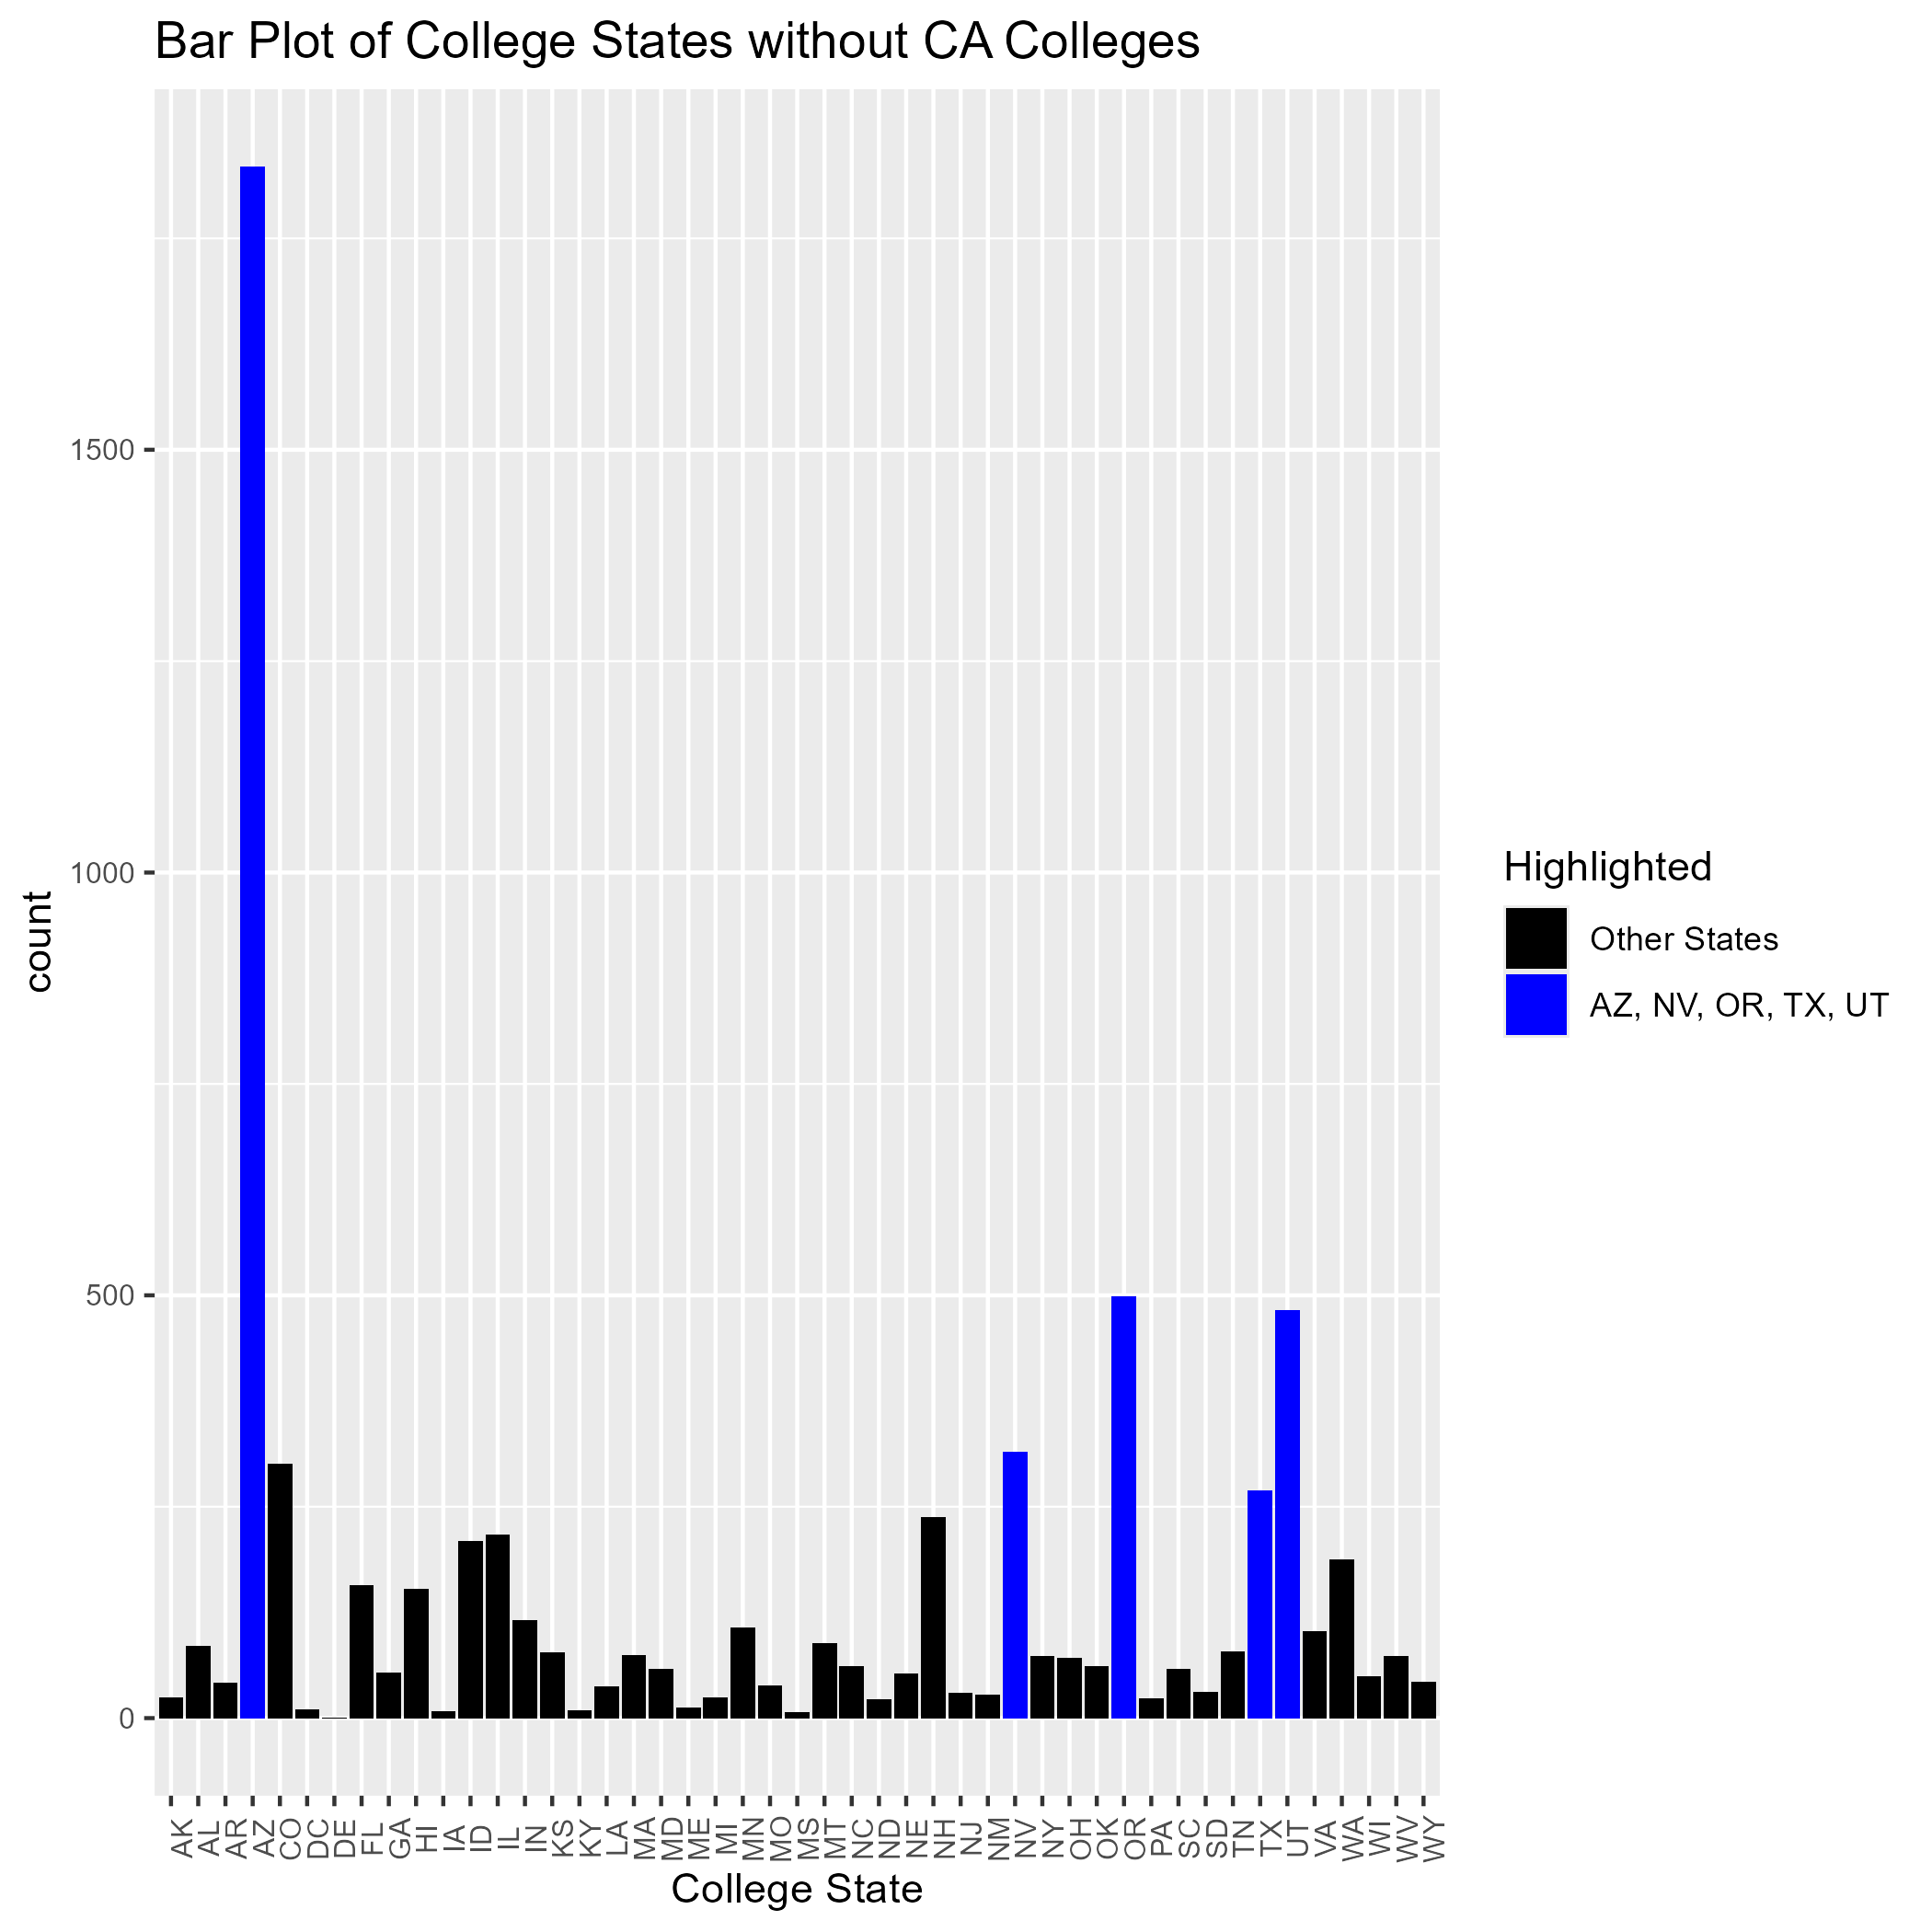 Bar Plot of College States without CA Colleges
1500
1000
500
0
count
AK AL AR AZ CO DC DE FL GA HI IA ID IL IN KS KY LA MA MD ME MI MN MO MS MT NC ND NE NH NJ NM NV NY OH OK OR PA SC SD TN TX UT VA WA WI WV WY
College State
Highlighted
Other States
AZ, NV, OR, TX, UT